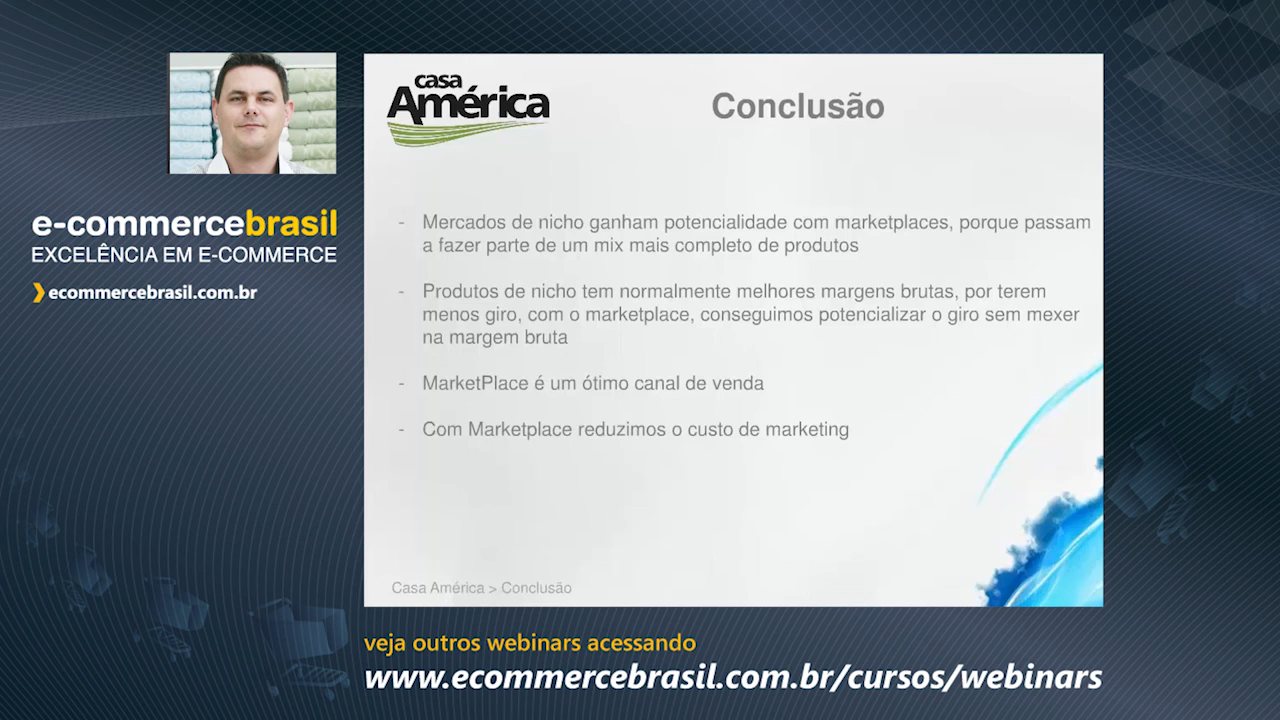 e-commercebrasil
EXCELÊNCIA EM E-COMMERCE
ecommercebrasil.com.br
casa
América
Conclusão
- Mercados de nicho ganham potencialidade com marketplaces, porque passam
a fazer parte de um mix mais completo de produtos
- Produtos de nicho tem normalmente melhores margens brutas, por terem
menos giro, com o marketplace, conseguimos potencializar o giro sem mexer
na margem bruta
- MarketPlace é um ótimo canal de venda
- Com Marketplace reduzimos o custo de marketing
Casa América > Conclusão
veja outros webinars acessando
www.ecommercebrasil.com.br/cursos/webinars